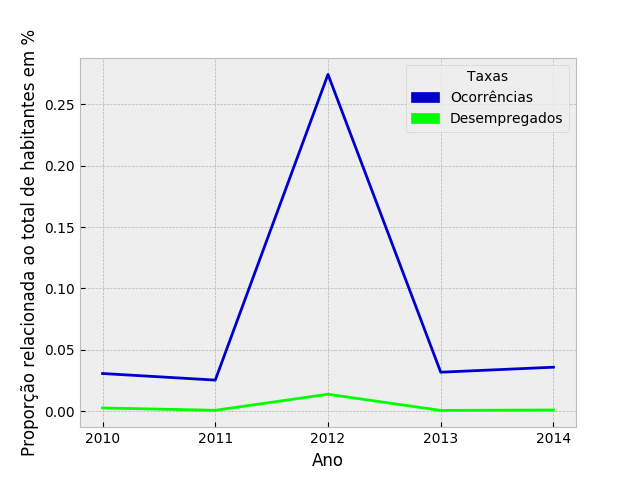 Proporção relacionada ao total de habitantes em %
Taxas
Ocorrências
Desempregados
0.25
0.20
0.15
0.10
0.05
0.00
2010 2011 2012 2013 2014
Ano